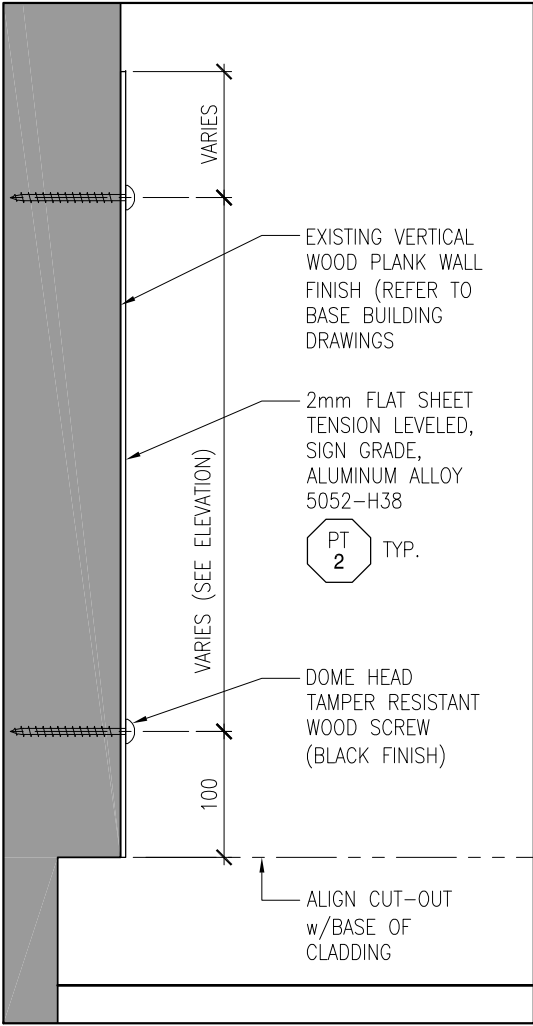 VARIES
EXISTING VERTICAL
WOOD PLANK WALL
FINISH (REFER TO
BASE BUILDING
DRAWINGS
2mm FLAT SHEET
TENSION LEVELED,
SIGN GRADE,
ALUMINUM ALLOY
5052-H38
PT
2
TYP.
VARIES (SEE ELEVATION)
DOME HEAD
TAMPER RESISTANT
WOOD SCREW
(BLACK FINISH)
100
ALIGN CUT-OUT
w/BASE OF
CLADDING